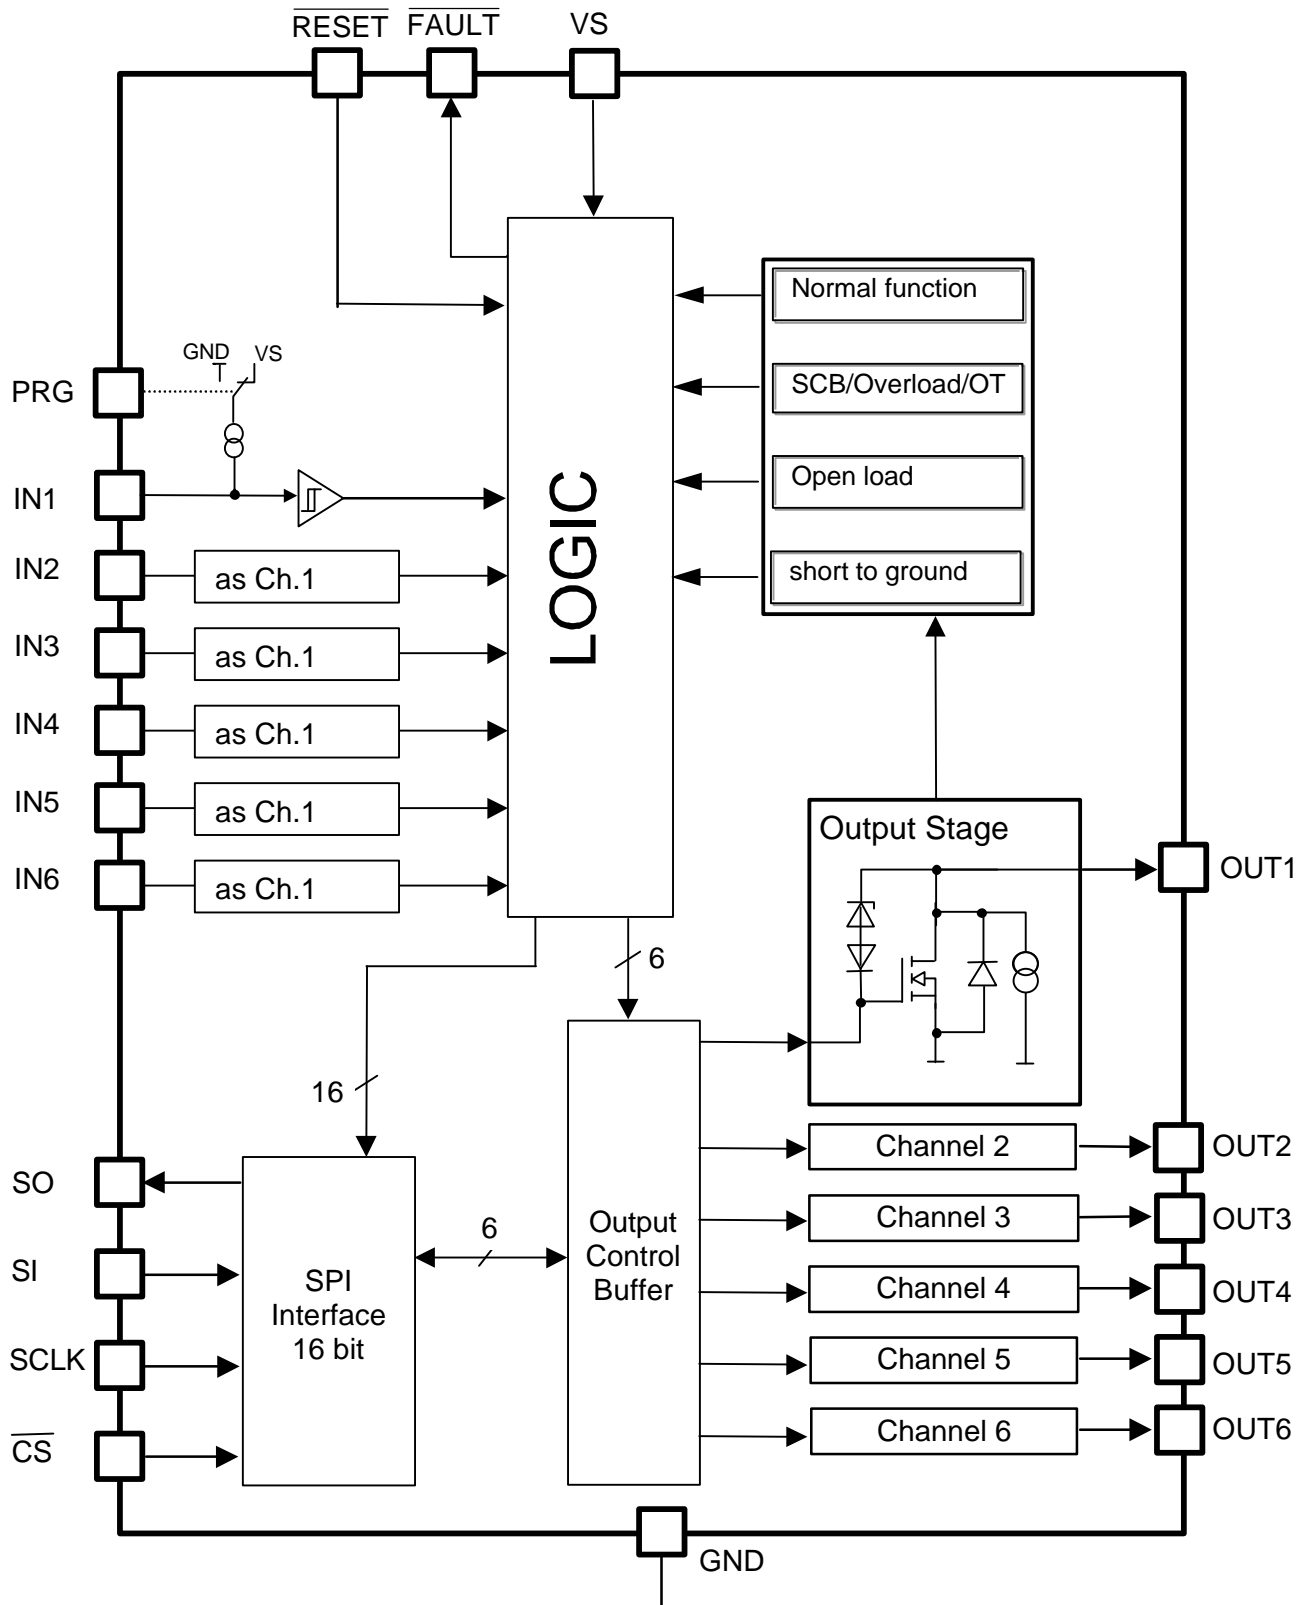 R̅E̅S̅E̅T̅ F̅A̅U̅L̅T̅ VS
GND VS
PRG
IN1
IN2
IN3
IN4
IN5
IN6
as Ch.1
as Ch.1
as Ch.1
as Ch.1
as Ch.1
LOGIC
Normal function
SCB/Overload/OT
Open load
short to ground
Output Stage
OUT1
6
16
SO
SI
SCLK
C̅S̅
SPI
Interface
16 bit
6
Output
Control
Buffer
Channel 2
Channel 3
Channel 4
Channel 5
Channel 6
OUT2
OUT3
OUT4
OUT5
OUT6
GND